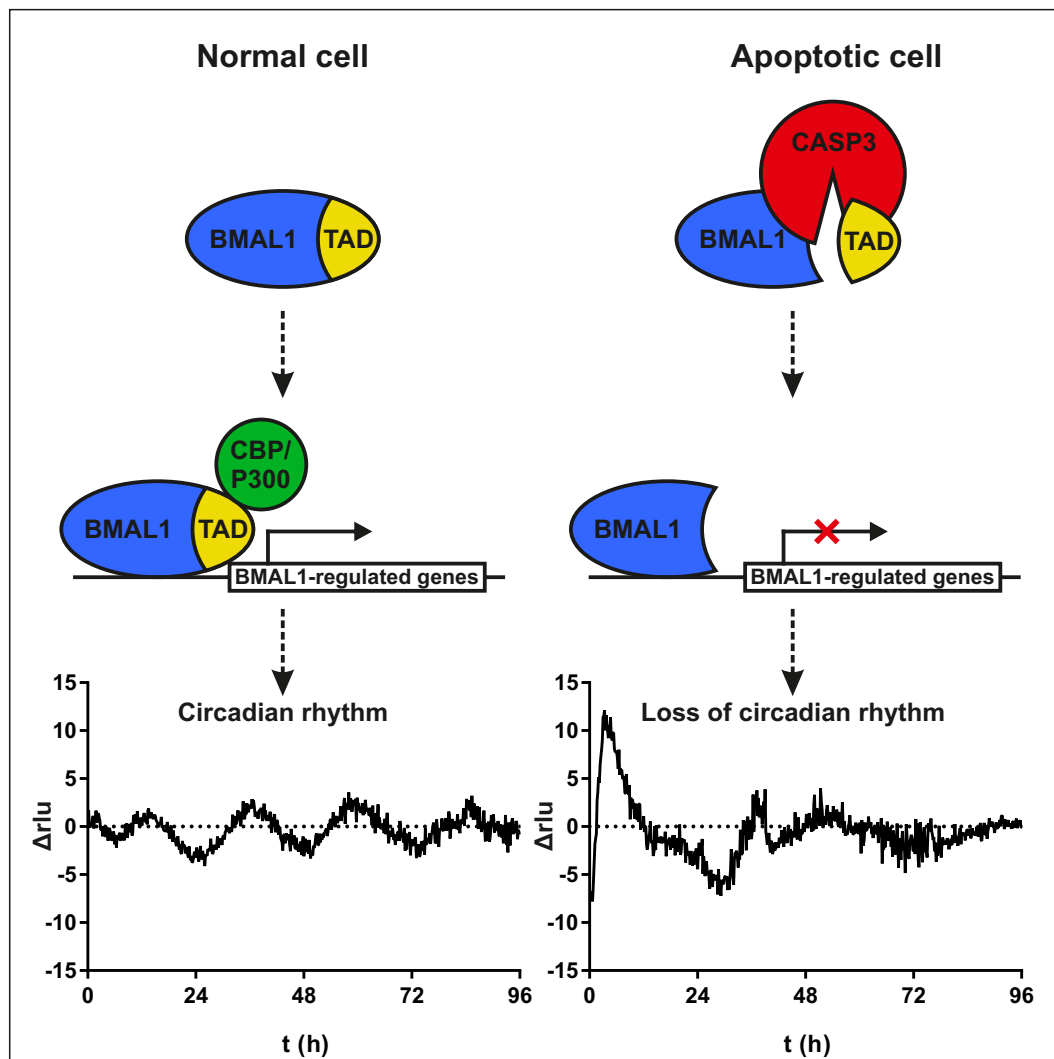 Normal cell
BMAL1 TAD
CBP/
P300
BMAL1 TAD
BMAL1-regulated genes
Circadian rhythm
15
10
5
0
-5
-10
-15
Δrlu
0 24 48 72 96
t (h)
Apoptotic cell
CASP3
BMAL1 TAD
BMAL1
BMAL1-regulated genes
Loss of circadian rhythm
15
10
5
0
-5
-10
-15
Δrlu
0 24 48 72 96
t (h)